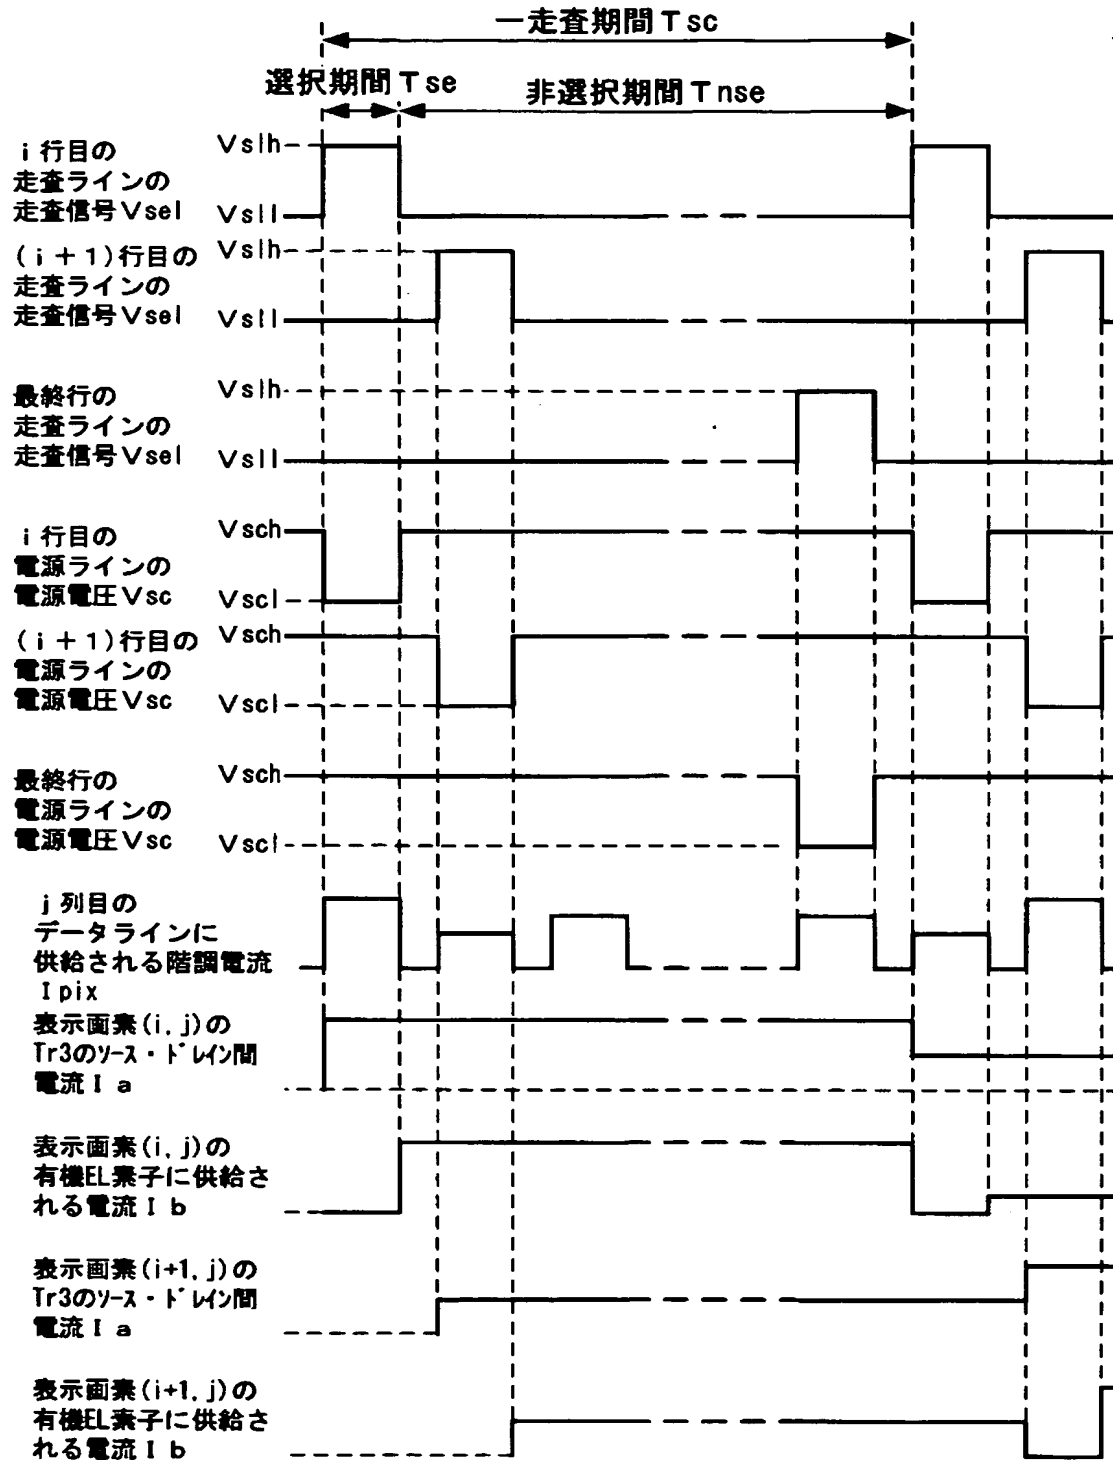 一走査期間Tsc
選択期間Tse
非選択期間Tnse
i行目の
走査ラインの
走査信号Vsel
Vslh
Vsll
(i+1)行目の
走査ラインの
走査信号Vsel
Vslh
Vsll
最終行の
走査ラインの
走査信号Vsel
Vslh
Vsll
i行目の
電源ラインの
電源電圧Vsc
Vsch
Vscl
(i+1)行目の
電源ラインの
電源電圧Vsc
Vsch
Vscl
最終行の
電源ラインの
電源電圧Vsc
Vsch
Vscl
j列目の
データラインに
供給される階調電流
Ipix
表示画素(i,j)の
Tr3のソース・ドレイン間
電流Ia
表示画素(i,j)の
有機EL素子に供給さ
れる電流Ib
表示画素(i+1,j)の
Tr3のソース・ドレイン間
電流Ia
表示画素(i+1,j)の
有機EL素子に供給さ
れる電流Ib